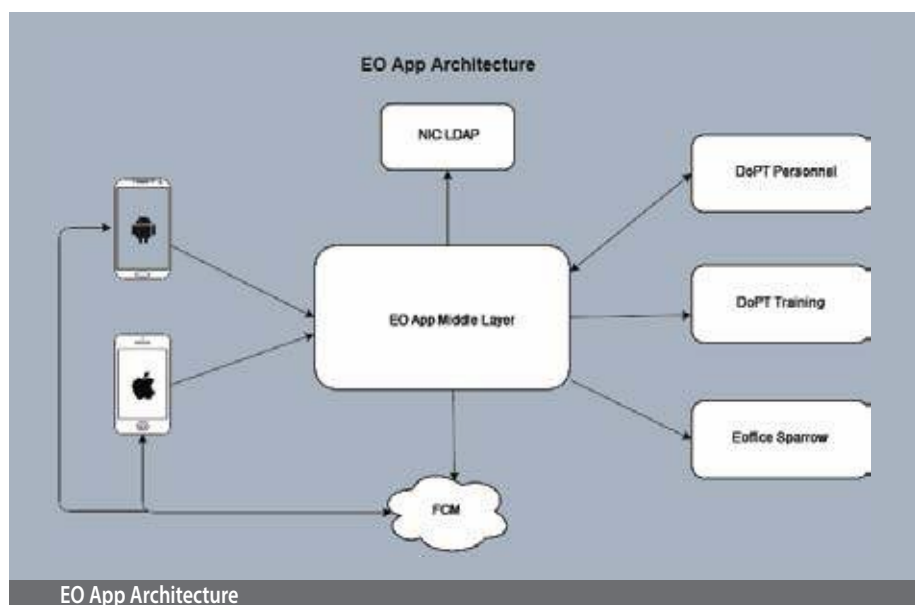 EO App Architecture
NIC LDAP
DoPT Personnel
DoPT Training
EO App Middle Layer
Eoffice Sparrow
FCM
EO App Architecture